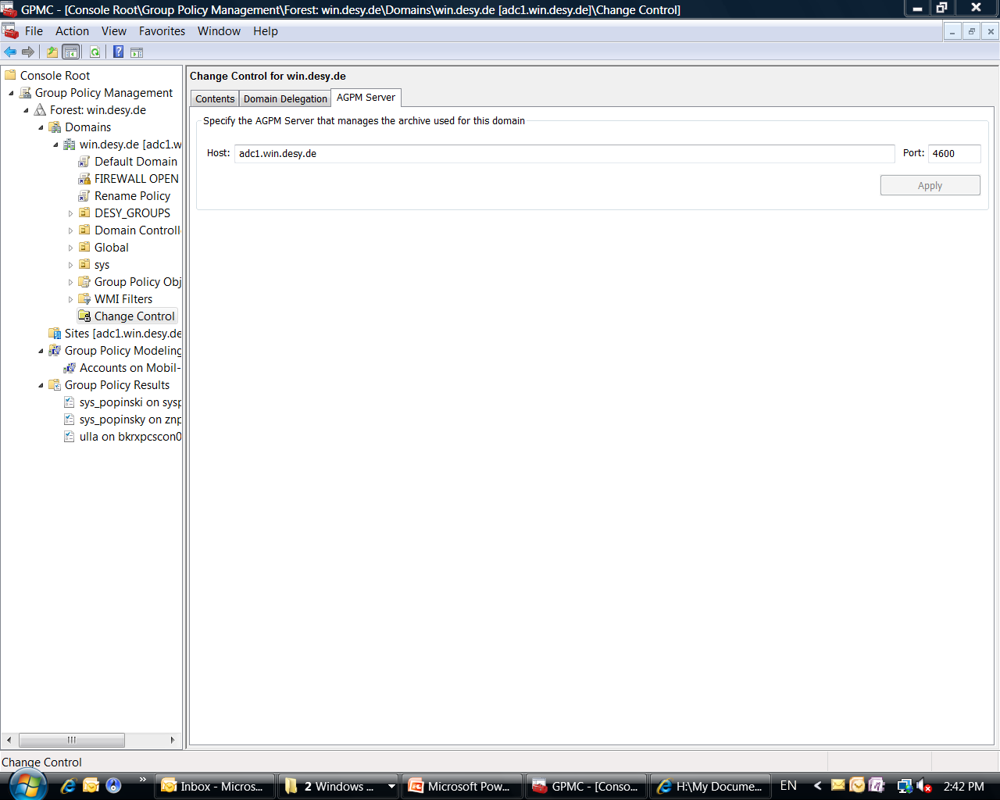 GPMC - [Console Root\Group Policy Management\Forest: win.desy.de\Domains\win.desy.de [adc1.win.desy.de]\Change Control]
File Action View Favorites Window Help
Console Root
Group Policy Management
Forest: win.desy.de
Domains
win.desy.de [adc1.w
Default Domain
FIREWALL OPEN
Rename Policy
DESY_GROUPS
Domain Controll
Global
sys
Group Policy Obj
WMI Filters
Change Control
Sites [adc1.win.desy.de
Group Policy Modeling
Accounts on Mobil-
Group Policy Results
sys_popinski on sysp
sys_popinsky on znp
ulla on bkrxpcscon0
Change Control for win.desy.de
Contents Domain Delegation AGPM Server
Specify the AGPM Server that manages the archive used for this domain
Host: adc1.win.desy.de Port: 4600
Apply
Change Control
Inbox - Micros... 2 Windows ... Microsoft Pow... GPMC - [Conso... H:\My Docume... EN 2:42 PM